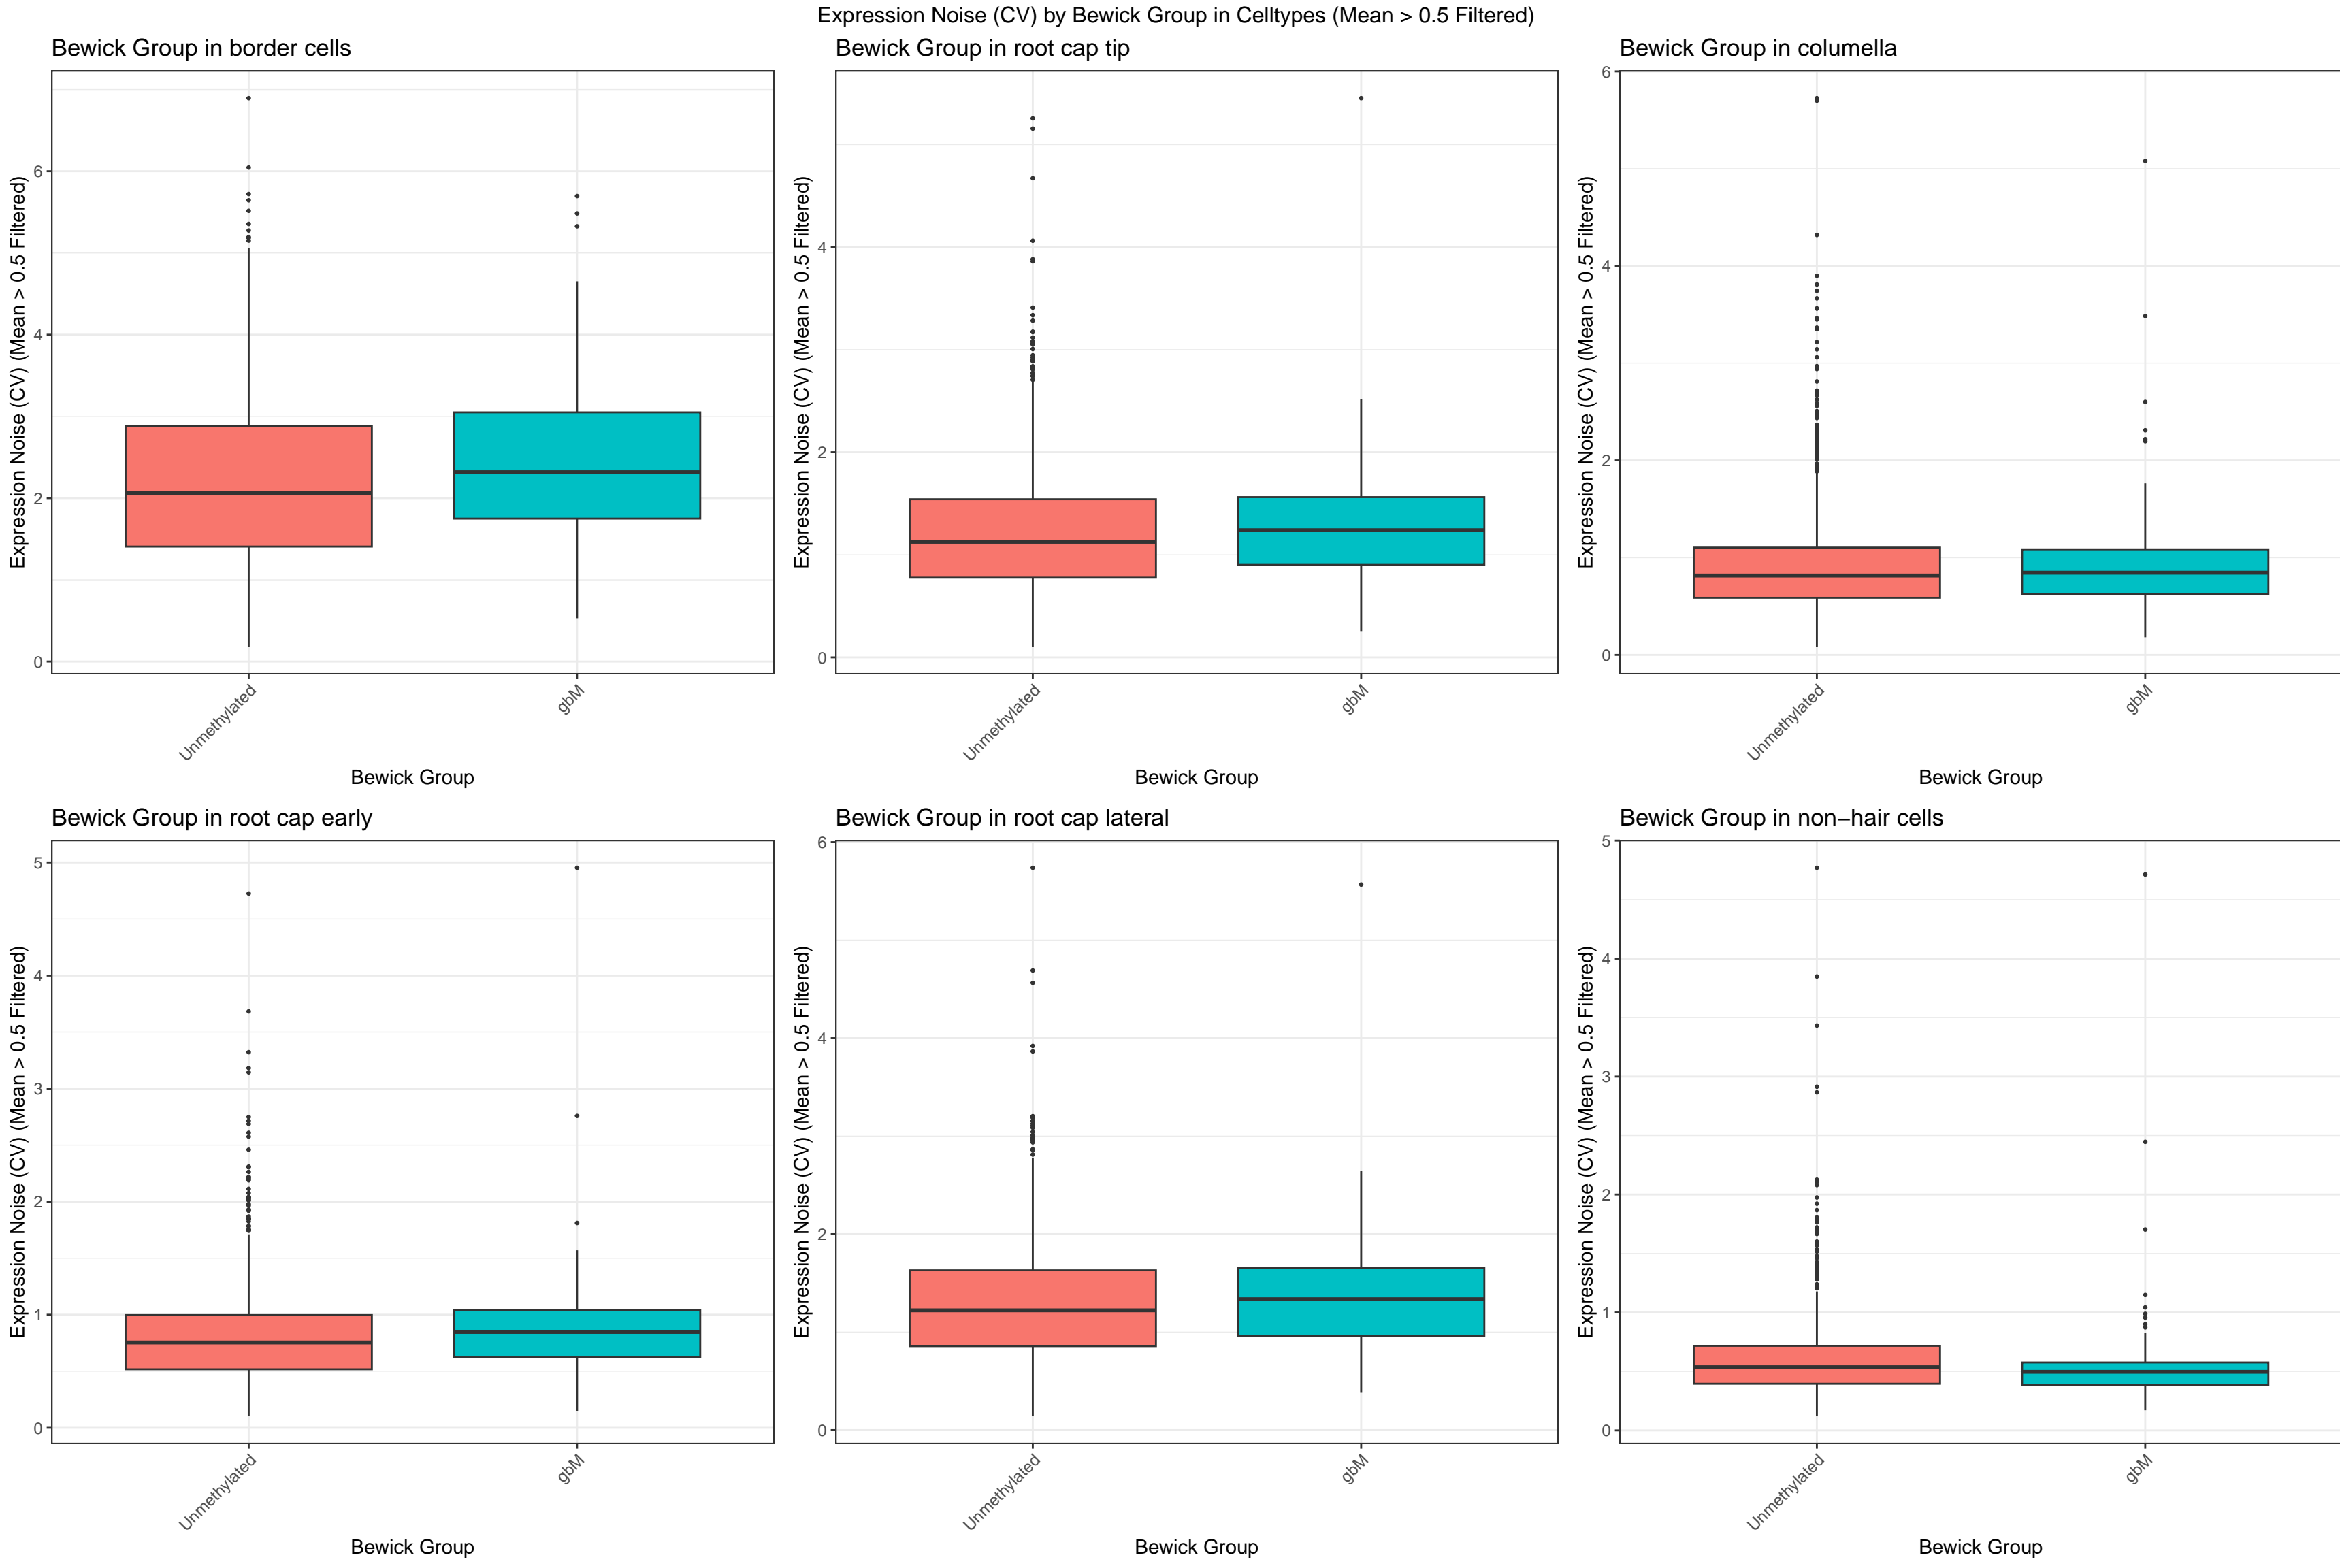 Expression Noise (CV) by Bewick Group in Celltypes (Mean > 0.5 Filtered)
Bewick Group in border cells
Expression Noise (CV) (Mean > 0.5 Filtered)
6
4
2
0
Unmethylated
gbM
Bewick Group
Bewick Group in root cap tip
Expression Noise (CV) (Mean > 0.5 Filtered)
4
2
0
Unmethylated
gbM
Bewick Group
Bewick Group in columella
Expression Noise (CV) (Mean > 0.5 Filtered)
6
4
2
0
Unmethylated
gbM
Bewick Group
Bewick Group in root cap early
Expression Noise (CV) (Mean > 0.5 Filtered)
5
4
3
2
1
0
Unmethylated
gbM
Bewick Group
Bewick Group in root cap lateral
Expression Noise (CV) (Mean > 0.5 Filtered)
6
4
2
0
Unmethylated
gbM
Bewick Group
Bewick Group in non−hair cells
Expression Noise (CV) (Mean > 0.5 Filtered)
5
4
3
2
1
0
Unmethylated
gbM
Bewick Group